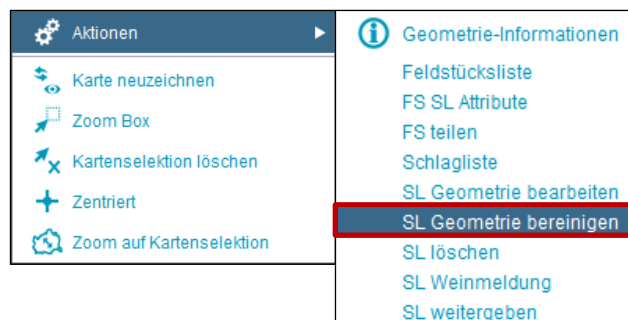 Aktionen
Karte neuzeichnen
Zoom Box
Kartenselektion löschen
Zentriert
Zoom auf Kartenselektion
Geometrie-Informationen
Feldstücksliste
FS SL Attribute
FS teilen
Schlagliste
SL Geometrie bearbeiten
SL Geometrie bereinigen
SL löschen
SL Weinmeldung
SL weitergeben